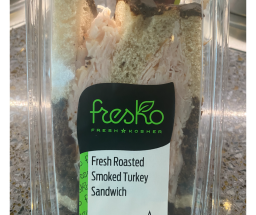 fresko
FRESH ★ KOSHER
Fresh Roasted
Smoked Turkey
Sandwich